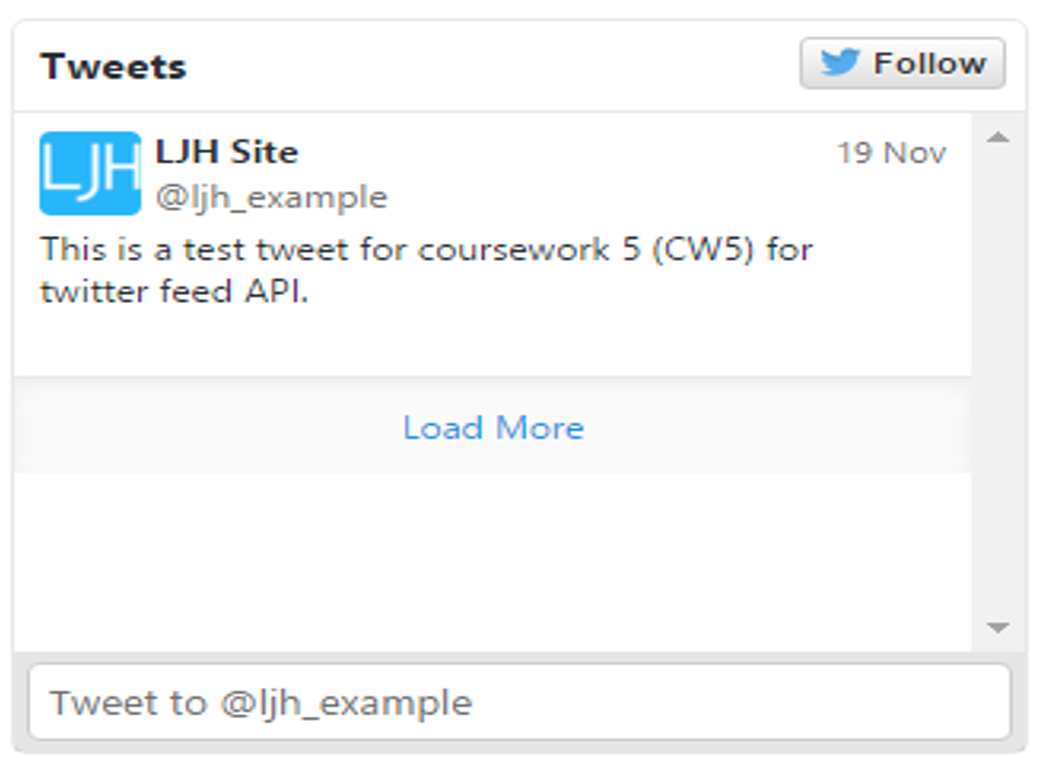 Tweets
Follow
LJH
LJH Site
19 Nov
@ljh_example
This is a test tweet for coursework 5 (CW5) for
twitter feed API.
Load More
Tweet to @ljh_example